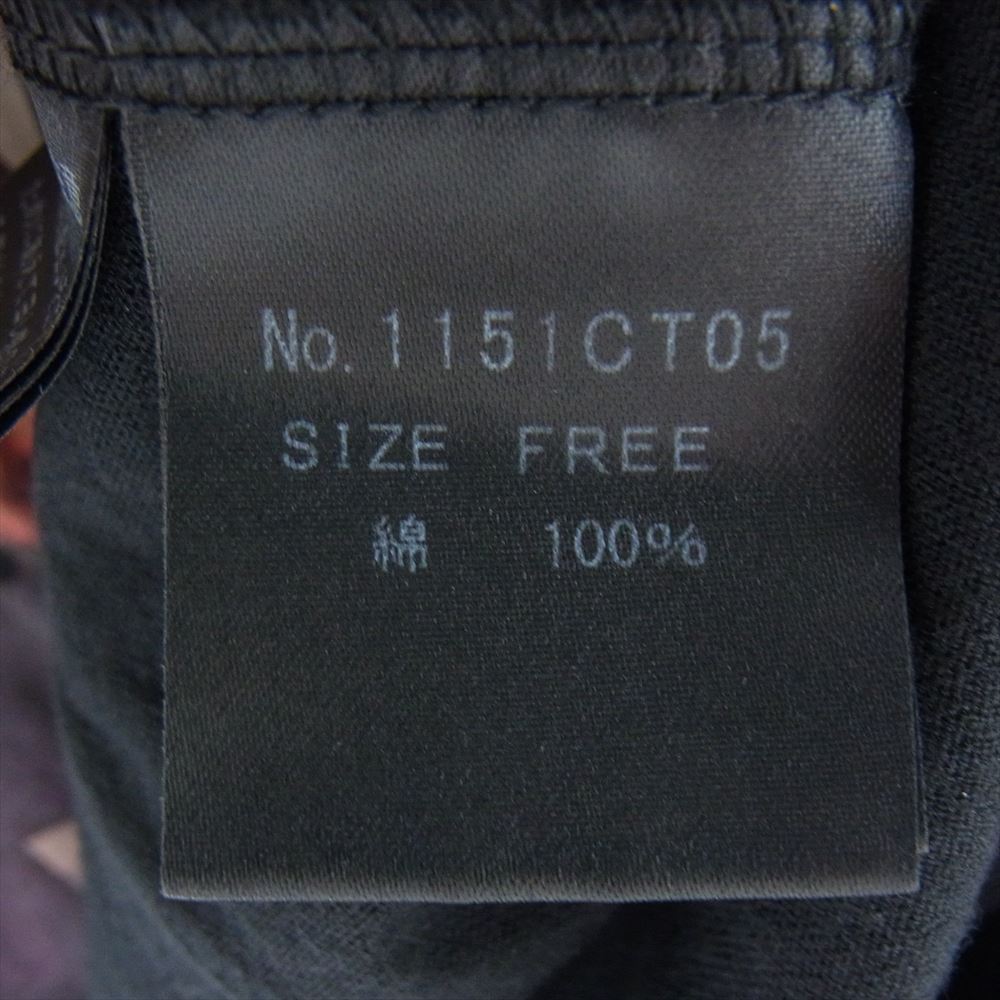 No.1151CT05
SIZE FREE
綿 100%